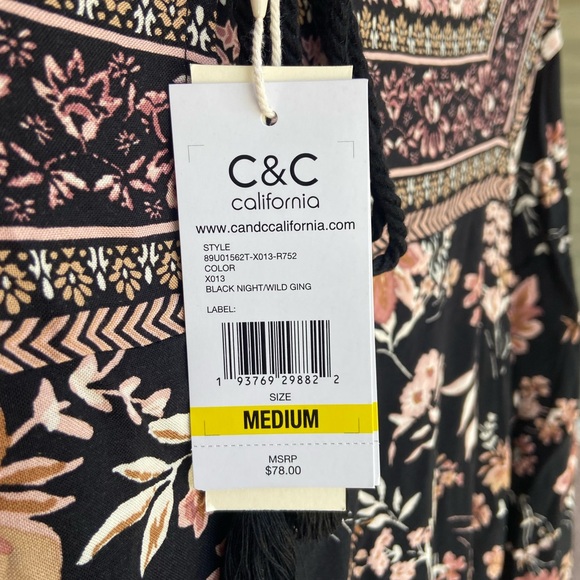 C&C
california
www.candccalifornia.com
STYLE
89U01562T-X013-R752
COLOR
X013
BLACK NIGHT/WILD GING
LABEL:
1 93769 29882 2
SIZE
MEDIUM
MSRP
$78.00